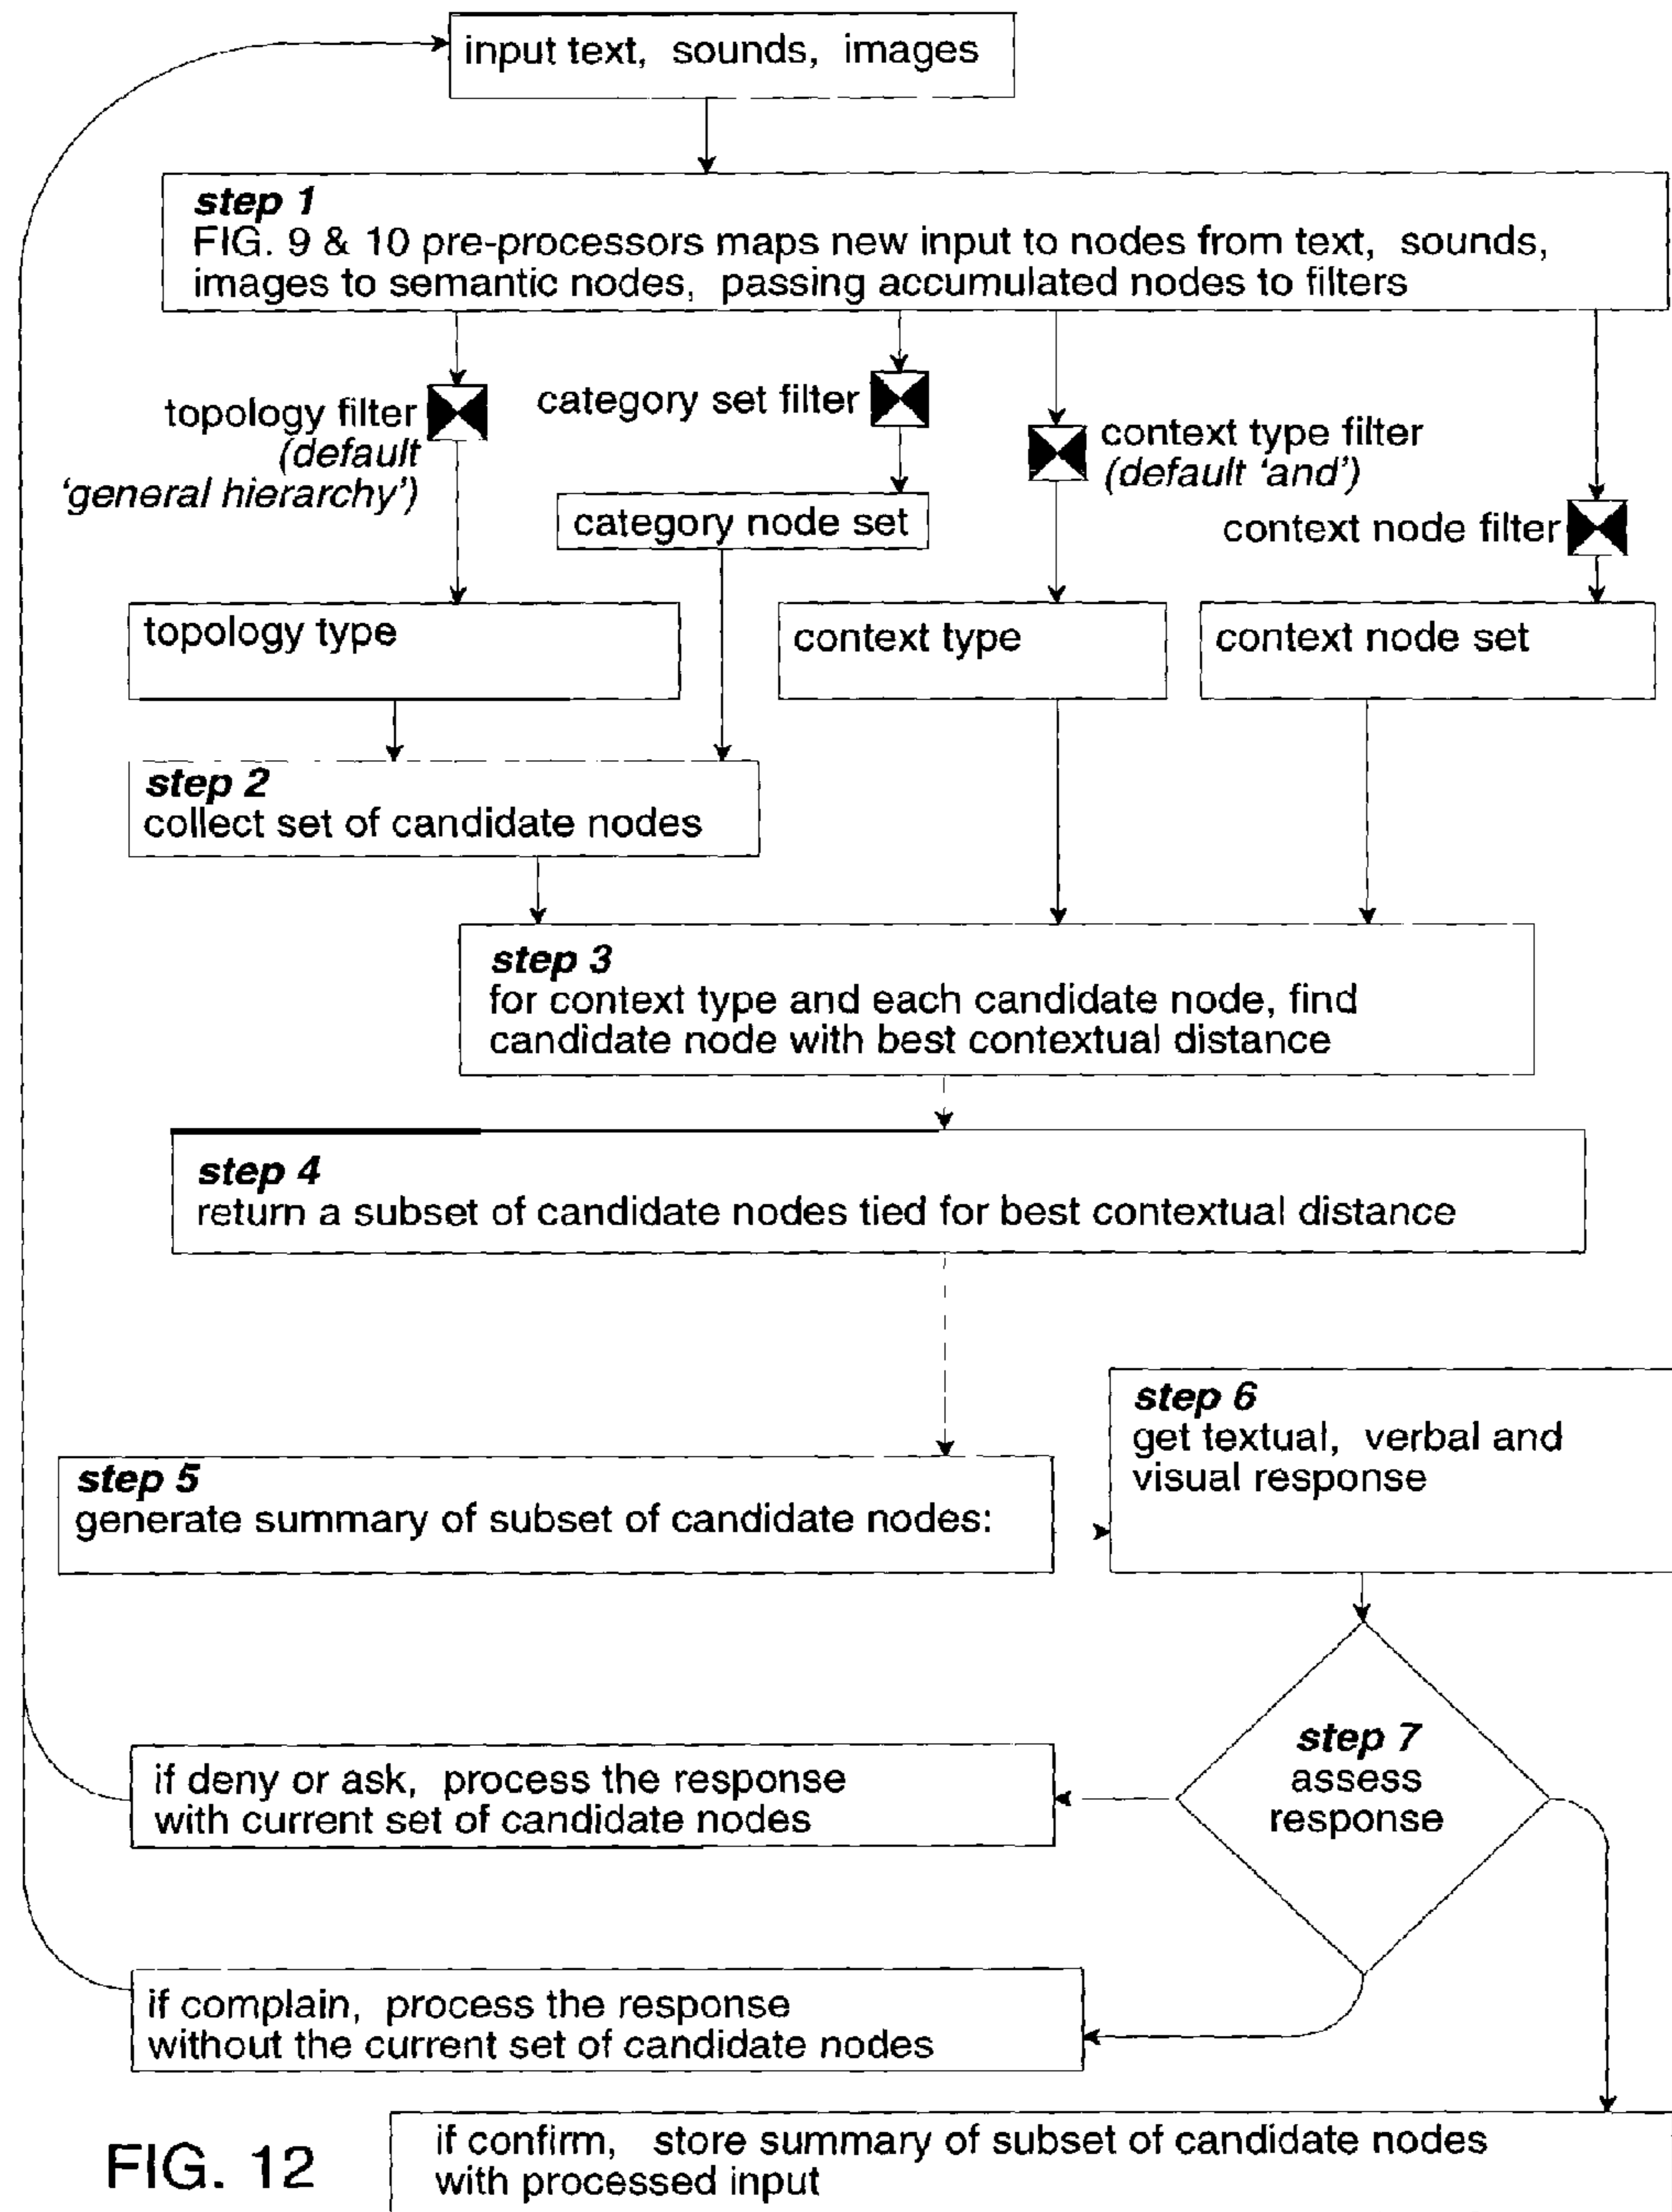 input text, sounds, images
step 1
FIG. 9 & 10 pre-processors maps new input to nodes from text, sounds,
images to semantic nodes, passing accumulated nodes to filters
topology filter
(default
'general hierarchy')
category set filter
context type filter
(default 'and')
category node set
context node filter
topology type
context type
context node set
step 2
collect set of candidate nodes
step 3
for context type and each candidate node, find
candidate node with best contextual distance
step 4
return a subset of candidate nodes tied for best contextual distance
step 5
generate summary of subset of candidate nodes:
step 6
get textual, verbal and
visual response
step 7
assess
response
if deny or ask, process the response
with current set of candidate nodes
if complain, process the response
without the current set of candidate nodes
if confirm, store summary of subset of candidate nodes
with processed input
FIG. 12